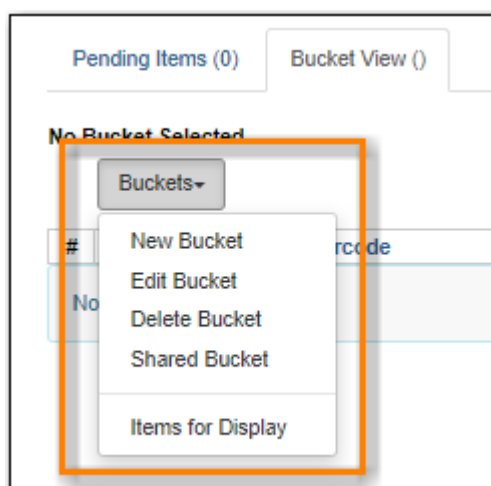 Pending Items (0) Bucket View ()
No Bucket Selected
Buckets
New Bucket
# rcode
Edit Bucket
No
Delete Bucket
Shared Bucket
Items for Display